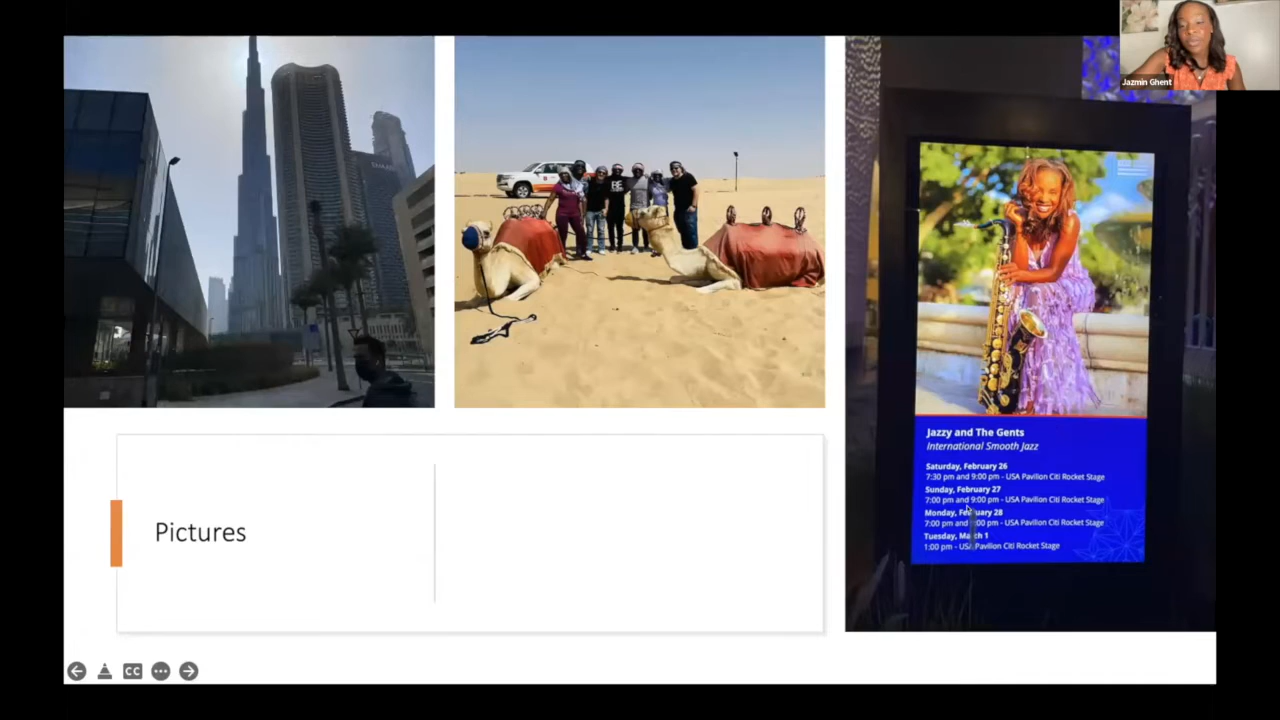 Jazmin Ghent
Jazzy and The Gents
International Smooth Jazz
Saturday, February 26
7:30 pm and 9:00 pm - USA Pavilion Citi Rocket Stage
Sunday, February 27
7:00 pm and 9:00 pm - USA Pavilion Citi Rocket Stage
Monday, February 28
7:00 pm and 9:00 pm - USA Pavilion Citi Rocket Stage
Tuesday, March 1
1:00 pm - USA Pavilion Citi Rocket Stage
Pictures
CC